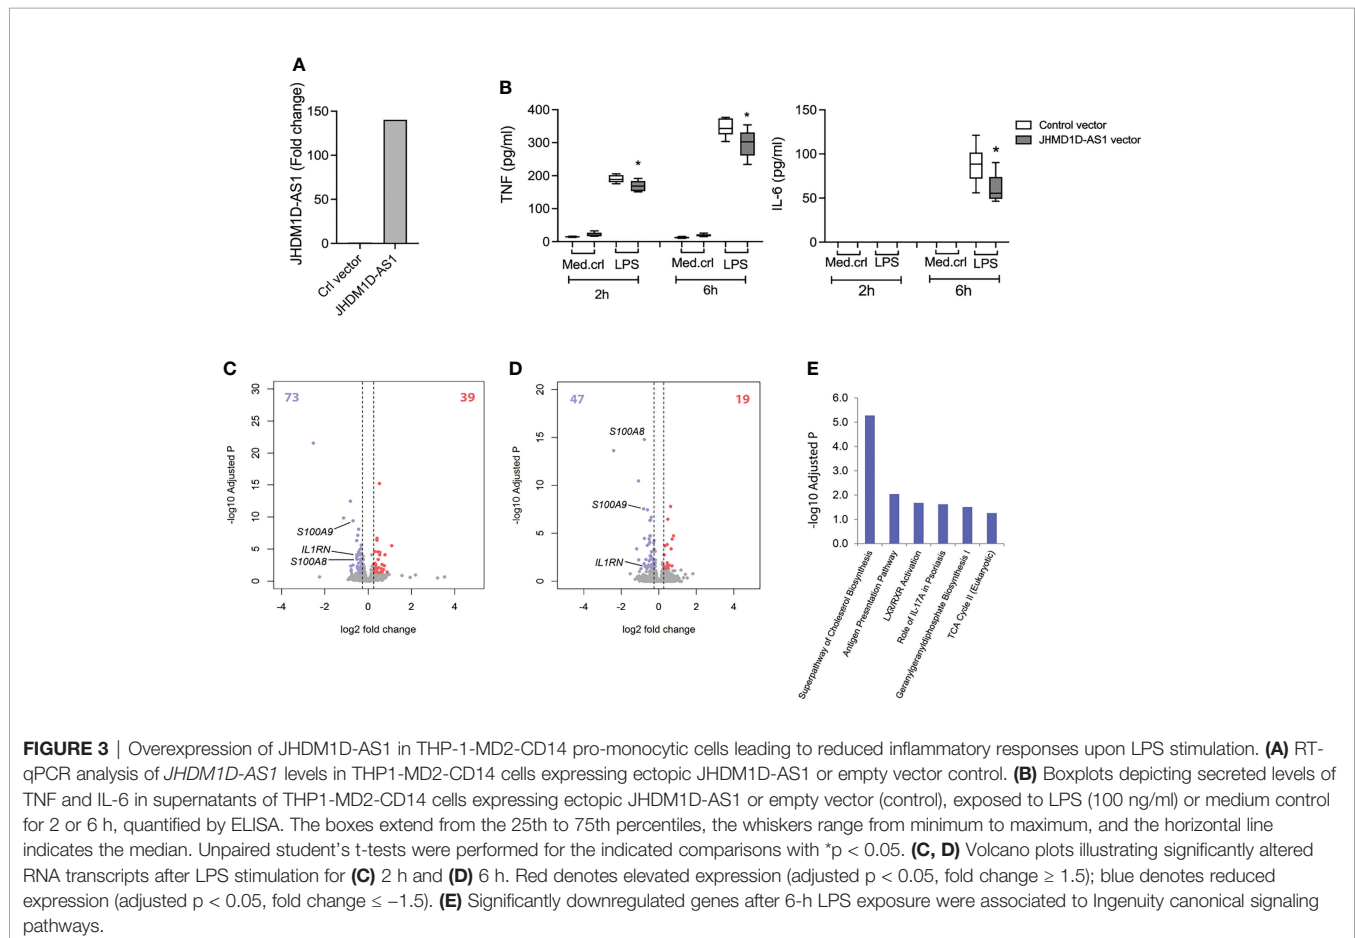 A
JHDM1D-AS1 (Fold change)
150
100
50
0
Crl vector
JHDM1D-AS1
B
TNF (pg/ml)
400
300
200
100
0
*
*
Med.crl
LPS
Med.crl
LPS
2h
6h
IL-6 (pg/ml)
150
100
50
0
*
Med.crl
LPS
Med.crl
LPS
2h
6h
Control vector
JHMD1D-AS1 vector
C
-log10 Adjusted P
30
25
20
15
10
5
0
73
39
S100A9
IL1RN
S100A8
-4
-2
0
2
4
log2 fold change
D
-log10 Adjusted P
20
15
10
5
0
47
19
S100A8
S100A9
IL1RN
-4
-2
0
2
4
log2 fold change
E
-log10 Adjusted P
6.0
5.0
4.0
3.0
2.0
1.0
0.0
Superpathway of Cholesterol Biosynthesis
Antigen Presentation Pathway
LXR/RXR Activation
Role of IL-17A in Psoriasis
Geranylgeranyldiphosphate Biosynthesis I
TCA Cycle II (Eukaryotic)
FIGURE 3 | Overexpression of JHDM1D-AS1 in THP-1-MD2-CD14 pro-monocytic cells leading to reduced inflammatory responses upon LPS stimulation. (A) RT-
qPCR analysis of JHDM1D-AS1 levels in THP1-MD2-CD14 cells expressing ectopic JHDM1D-AS1 or empty vector control. (B) Boxplots depicting secreted levels of
TNF and IL-6 in supernatants of THP1-MD2-CD14 cells expressing ectopic JHDM1D-AS1 or empty vector (control), exposed to LPS (100 ng/ml) or medium control
for 2 or 6 h, quantified by ELISA. The boxes extend from the 25th to 75th percentiles, the whiskers range from minimum to maximum, and the horizontal line
indicates the median. Unpaired student's t-tests were performed for the indicated comparisons with *p < 0.05. (C, D) Volcano plots illustrating significantly altered
RNA transcripts after LPS stimulation for (C) 2 h and (D) 6 h. Red denotes elevated expression (adjusted p < 0.05, fold change ≥ 1.5); blue denotes reduced
expression (adjusted p < 0.05, fold change ≤ −1.5). (E) Significantly downregulated genes after 6-h LPS exposure were associated to Ingenuity canonical signaling
pathways.